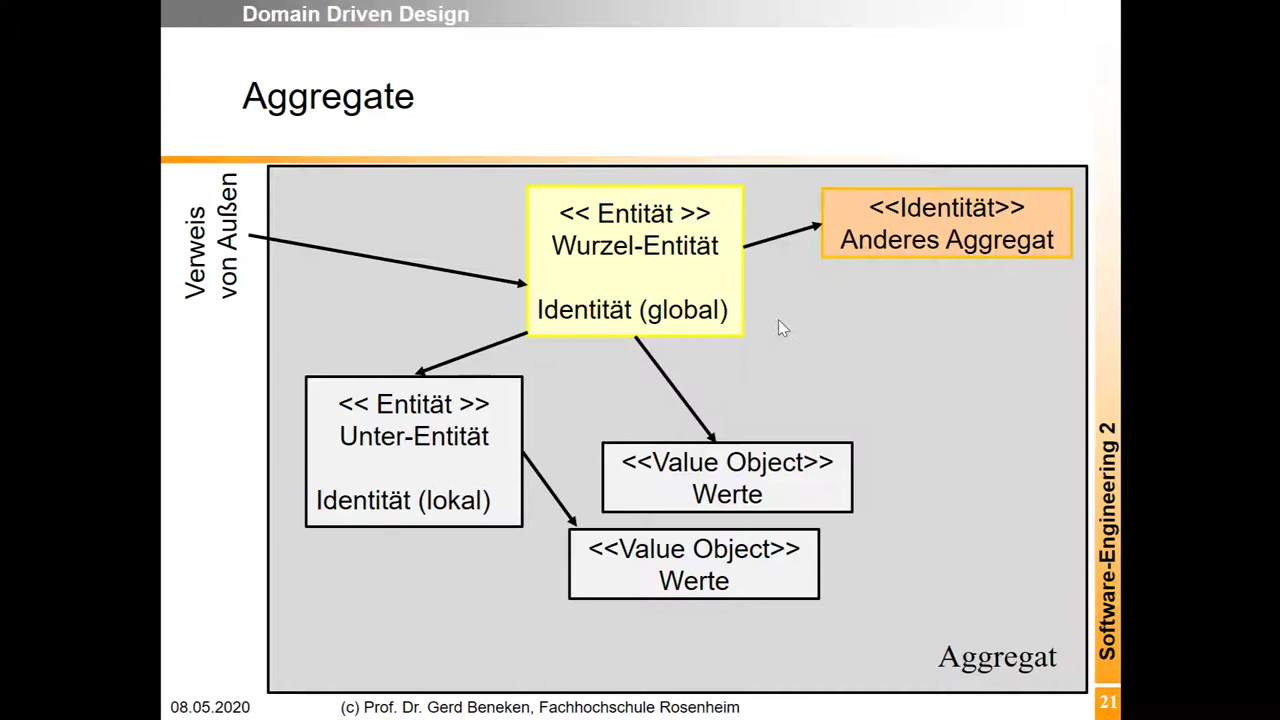 Domain Driven Design
Aggregate
Verweis
von Außen
<< Entität >>
Wurzel-Entität
Identität (global)
<<Identität>>
Anderes Aggregat
<< Entität >>
Unter-Entität
Identität (lokal)
<<Value Object>>
Werte
<<Value Object>>
Werte
Aggregat
Software-Engineering 2
08.05.2020
(c) Prof. Dr. Gerd Beneken, Fachhochschule Rosenheim
21